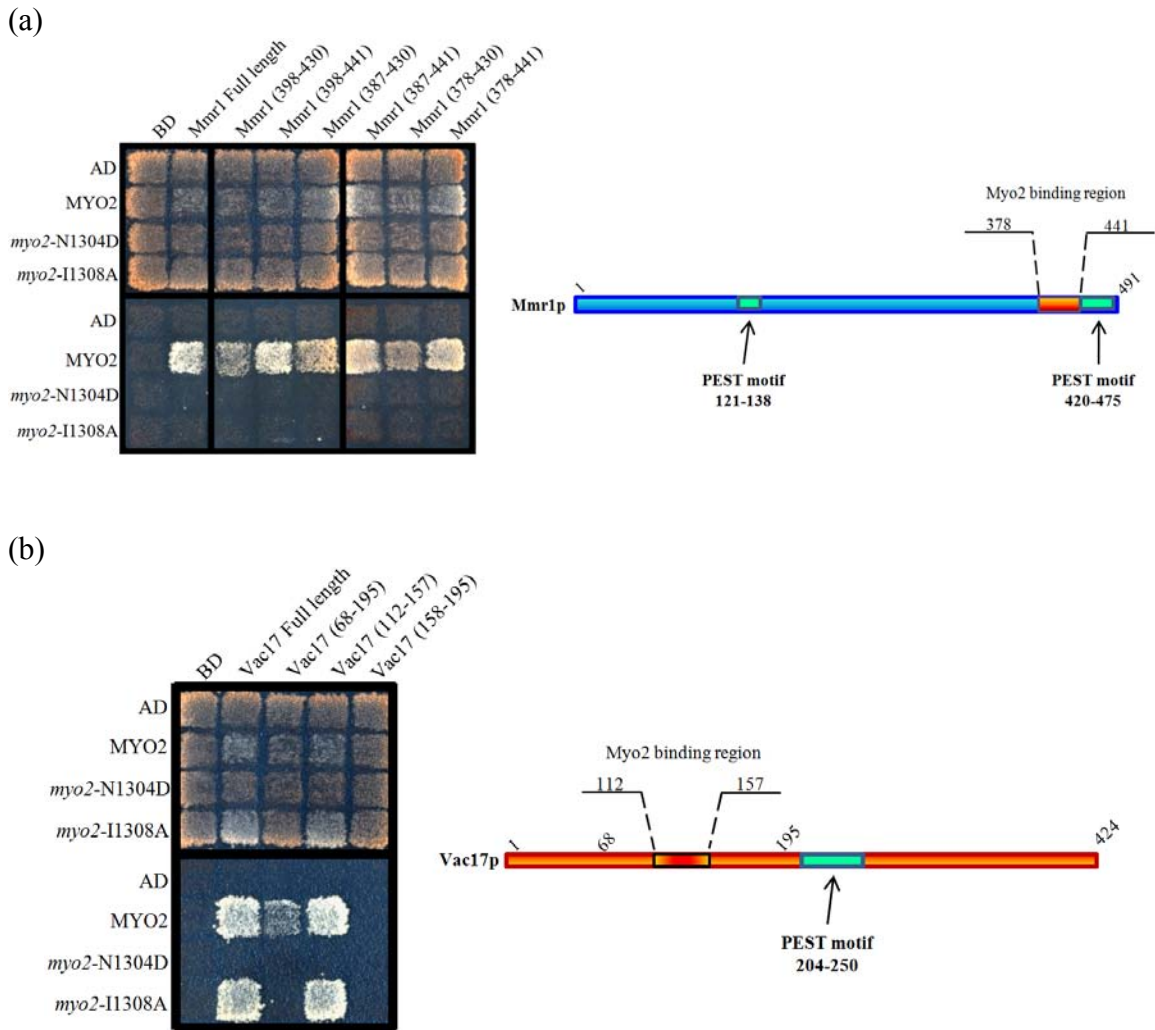 (a)
BD
Mmr1 Full length
Mmr1 (398-430)
Mmr1 (398-441)
Mmr1 (387-430)
Mmr1 (387-441)
Mmr1 (378-430)
Mmr1 (378-441)
AD
MYO2
myo2-N1304D
myo2-I1308A
AD
MYO2
myo2-N1304D
myo2-I1308A
Myo2 binding region
378 441
1 491
Mmr1p
PEST motif PEST motif
121-138 420-475
(b)
BD
Vac17 Full length
Vac17 (68-195)
Vac17 (112-157)
Vac17 (158-195)
AD
MYO2
myo2-N1304D
myo2-I1308A
AD
MYO2
myo2-N1304D
myo2-I1308A
Myo2 binding region
112 157
1 68 195 424
Vac17p
PEST motif
204-250